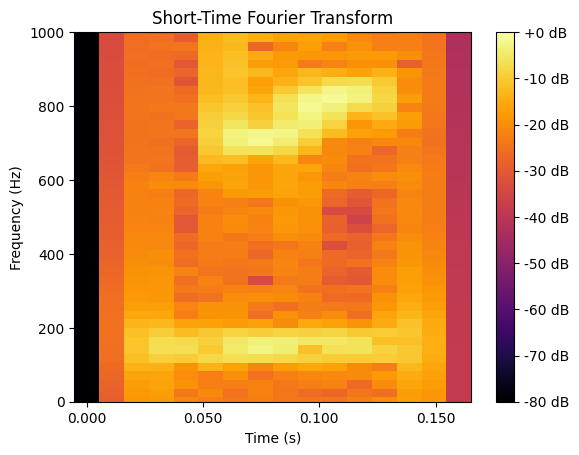 Short-Time Fourier Transform
1000
800
600
400
200
0
Frequency (Hz)
0.000
0.050
0.100
0.150
Time (s)
+0 dB
-10 dB
-20 dB
-30 dB
-40 dB
-50 dB
-60 dB
-70 dB
-80 dB